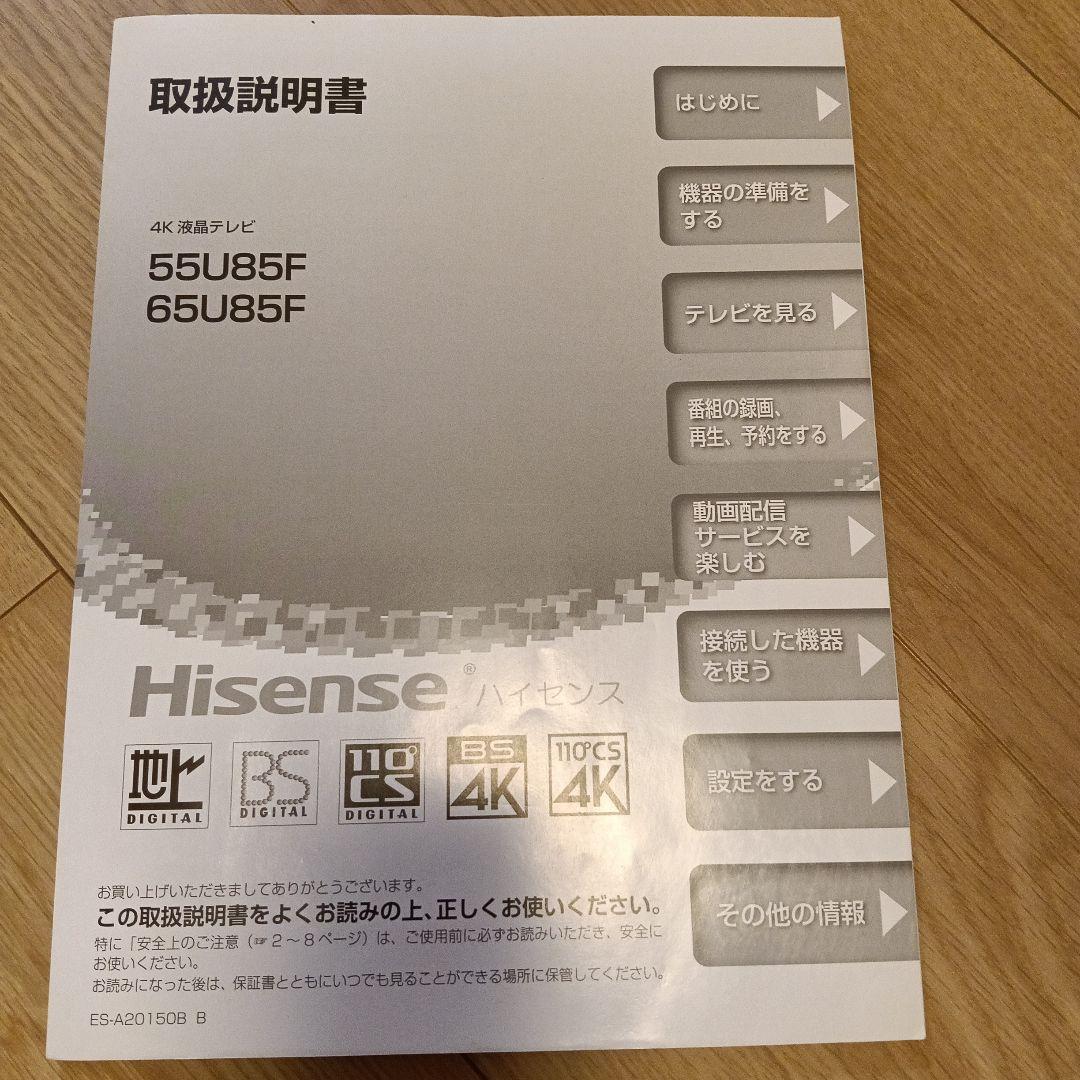 取扱説明書
4K 液晶テレビ
55U85F
65U85F
はじめに
機器の準備を
する
テレビを見る
番組の録画、
再生、予約をする
動画配信
サービスを
楽しむ
接続した機器
を使う
設定をする
その他の情報
Hisense® ハイセンス
地上 DIGITAL
BS DIGITAL
110°CS DIGITAL
BS 4K
110°CS 4K
お買い上げいただきましてありがとうございます。
この取扱説明書をよくお読みの上、正しくお使いください。
特に「安全上のご注意（☞2～8ページ）は、ご使用前に必ずお読みいただき、安全に
お使いください。
お読みになった後は、保証書とともにいつでも見ることができる場所に保管してください。
ES-A20150B B